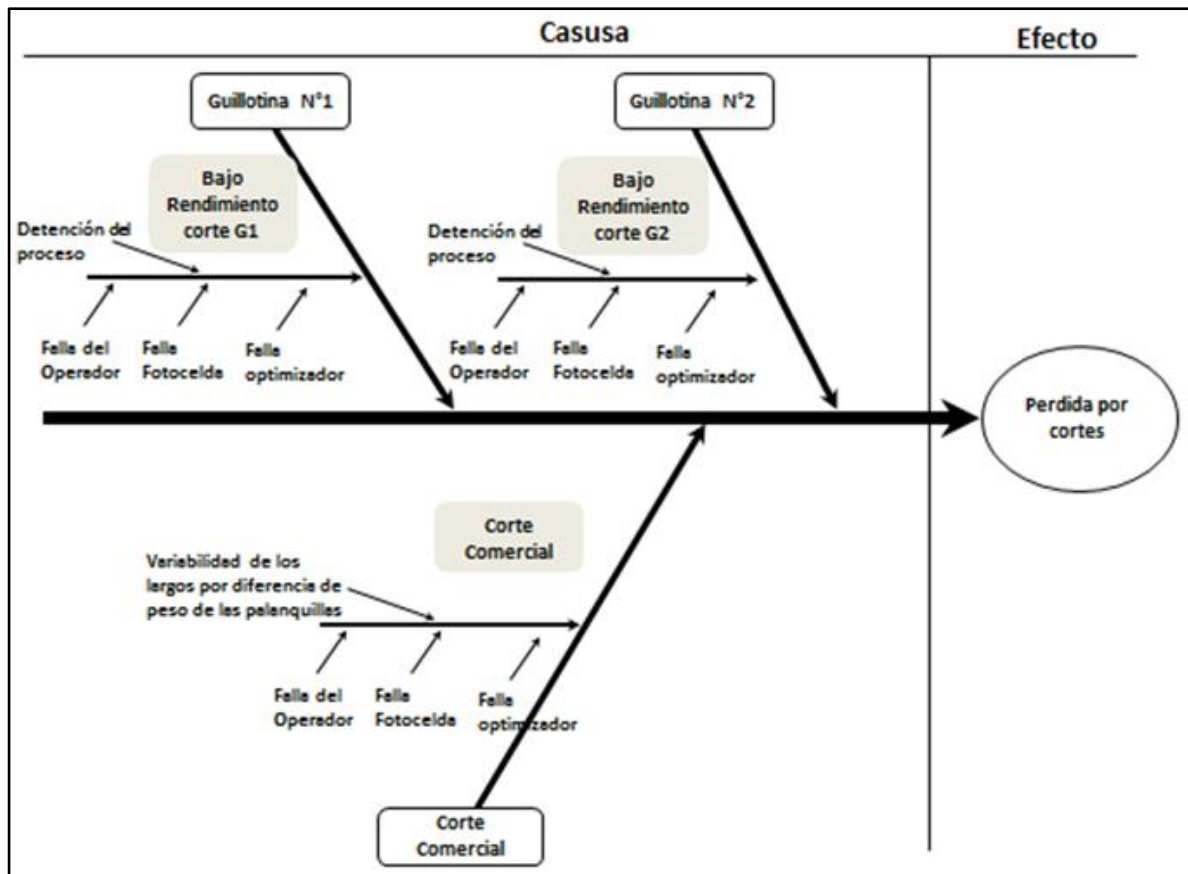 Casusa
Efecto
Guillotina N°1
Guillotina N°2
Bajo
Rendimiento
corte G1
Bajo
Rendimiento
corte G2
Detención del
proceso
Detención del
proceso
Falla del
Operador
Falla
Fotocelda
Falla
optimizador
Falla del
Operador
Falla
Fotocelda
Falla
optimizador
Perdida por
cortes
Corte
Comercial
Variabilidad de los
largos por diferencia de
peso de las palanquillas
Falla del
Operador
Falla
Fotocelda
Falla
optimizador
Corte
Comercial